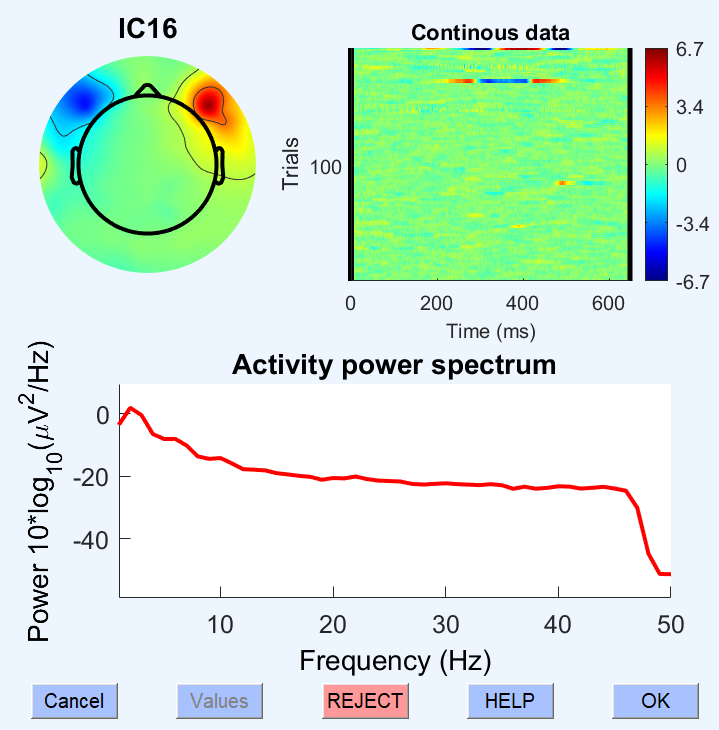 IC16
Continous data
Trials
100
6.7
3.4
0
-3.4
-6.7
0 200 400 600
Time (ms)
Activity power spectrum
Power 10*log10(μV2/Hz)
0
-20
-40
10 20 30 40 50
Frequency (Hz)
Cancel Values REJECT HELP OK